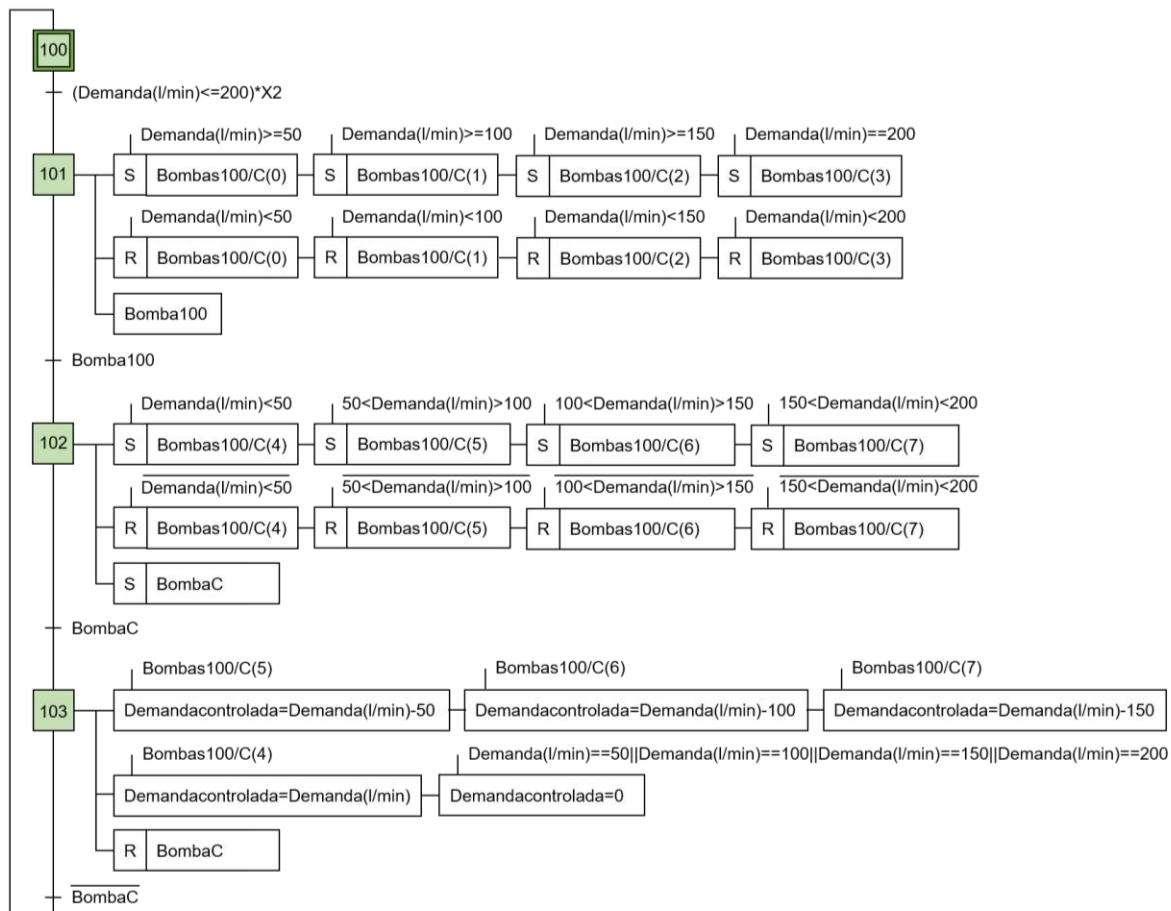 100
(Demanda(l/min)<=200)*X2
Demanda(l/min)>=50 Demanda(l/min)>=100 Demanda(l/min)>=150 Demanda(l/min)==200
101 S Bombas100/C(0) S Bombas100/C(1) S Bombas100/C(2) S Bombas100/C(3)
Demanda(l/min)<50 Demanda(l/min)<100 Demanda(l/min)<150 Demanda(l/min)<200
R Bombas100/C(0) R Bombas100/C(1) R Bombas100/C(2) R Bombas100/C(3)
Bomba100
Bomba100
Demanda(l/min)<50 50<Demanda(l/min)>100 100<Demanda(l/min)>150 150<Demanda(l/min)<200
102 S Bombas100/C(4) S Bombas100/C(5) S Bombas100/C(6) S Bombas100/C(7)
Demanda(l/min)<50 50<Demanda(l/min)>100 100<Demanda(l/min)>150 150<Demanda(l/min)<200
R Bombas100/C(4) R Bombas100/C(5) R Bombas100/C(6) R Bombas100/C(7)
S BombaC
BombaC
Bombas100/C(5) Bombas100/C(6) Bombas100/C(7)
103 Demandacontrolada=Demanda(l/min)-50 Demandacontrolada=Demanda(l/min)-100 Demandacontrolada=Demanda(l/min)-150
Bombas100/C(4) Demanda(l/min)==50||Demanda(l/min)==100||Demanda(l/min)==150||Demanda(l/min)==200
Demandacontrolada=Demanda(l/min) Demandacontrolada=0
R BombaC
BombaC